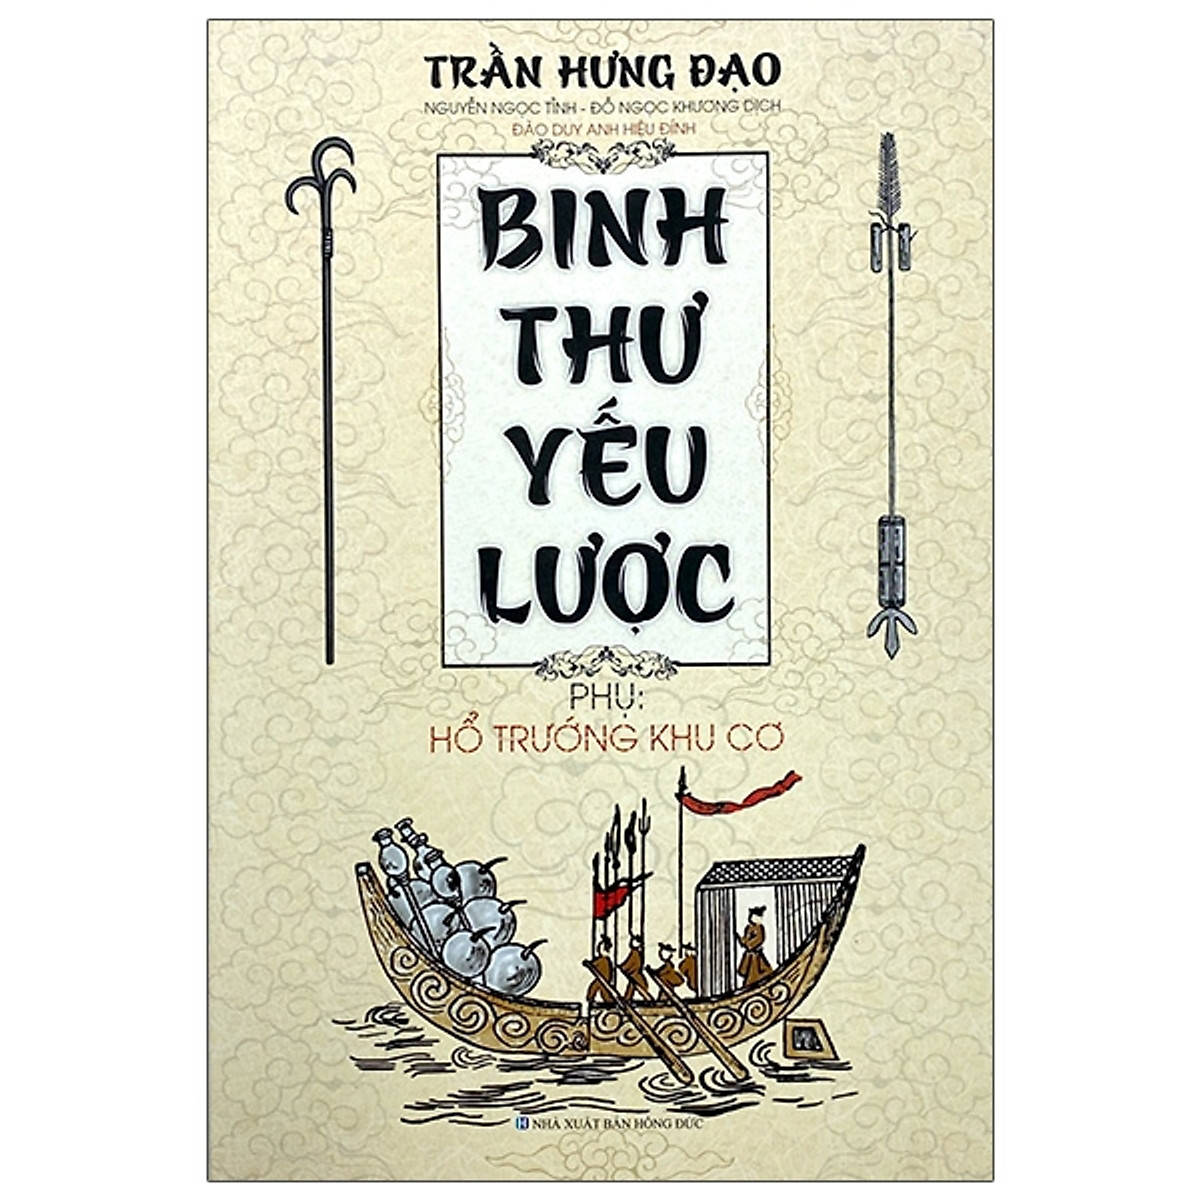 TRẦN HƯNG ĐẠO
NGUYỄN NGỌC TỈNH - ĐỖ NGỌC KHƯƠNG DỊCH
ĐÀO DUY ANH HIỆU ĐÍNH
BINH
THƯ
YẾU
LƯỢC
PHỤ:
HỔ TRƯỚNG KHU CƠ
NHÀ XUẤT BẢN HỒNG ĐỨC